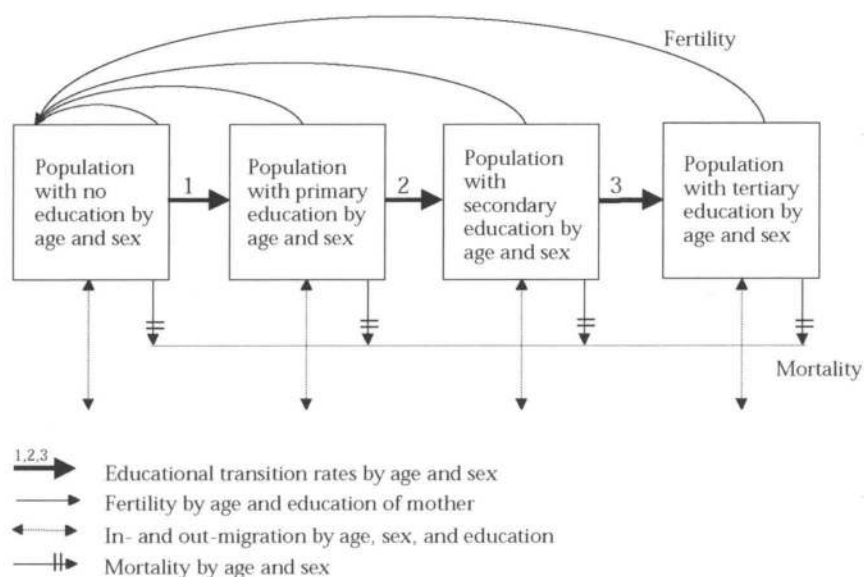 Fertility
Population
with no
education by
age and sex
1
Population
with primary
education by
age and sex
2
Population
with
secondary
education by
age and sex
3
Population
with tertiary
education by
age and sex
Mortality
1,2,3
Educational transition rates by age and sex
Fertility by age and education of mother
In- and out-migration by age, sex, and education
Mortality by age and sex